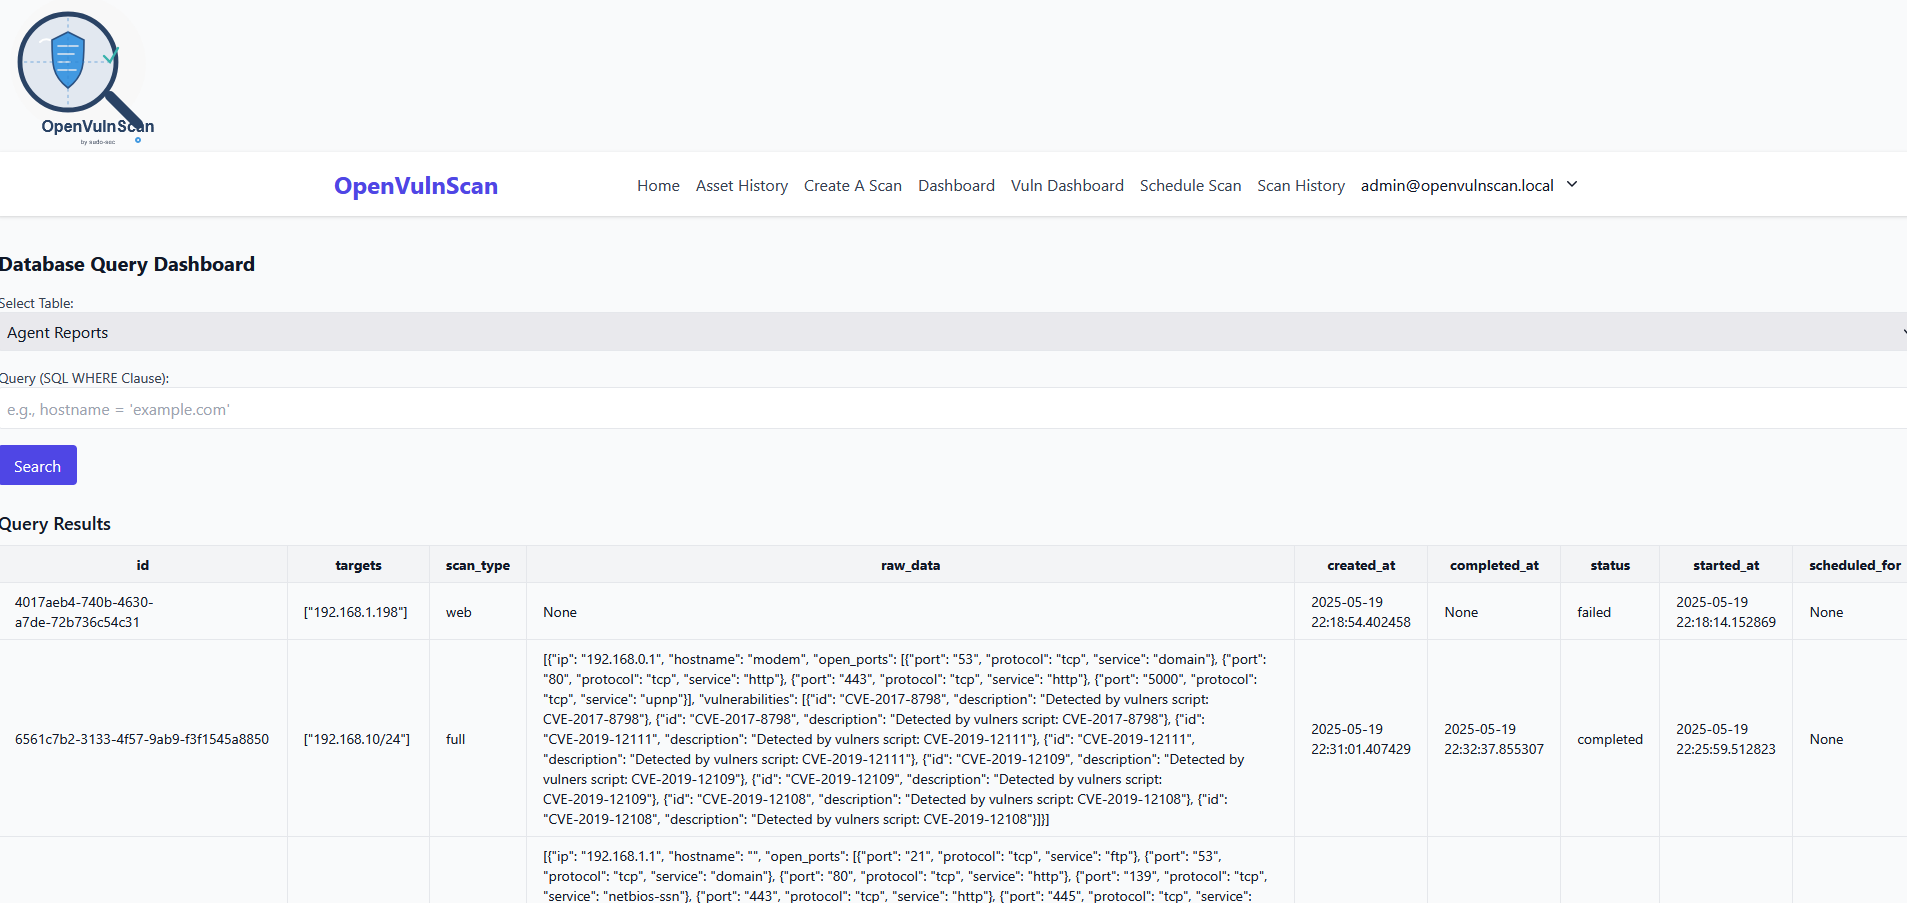 OpenVulnScan
by sudo-soc
OpenVulnScan
Home Asset History Create A Scan Dashboard Vuln Dashboard Schedule Scan Scan History admin@openvulnscan.local
Database Query Dashboard
Select Table:
Agent Reports
Query (SQL WHERE Clause):
e.g., hostname = 'example.com'
Search
Query Results
id targets scan_type raw_data created_at completed_at status started_at scheduled_for
4017aeb4-740b-4630-
a7de-72b736c54c31
["192.168.1.198"]
web
None
2025-05-19
22:18:54.402458
None
failed
2025-05-19
22:18:14.152869
None
6561c7b2-3133-4f57-9ab9-f3f1545a8850
["192.168.10/24"]
full
[{"ip": "192.168.0.1", "hostname": "modem", "open_ports": [{"port": "53", "protocol": "tcp", "service": "domain"}, {"port":
"80", "protocol": "tcp", "service": "http"}, {"port": "443", "protocol": "tcp", "service": "http"}, {"port": "5000", "protocol":
"tcp", "service": "upnp"}], "vulnerabilities": [{"id": "CVE-2017-8798", "description": "Detected by vulners script:
CVE-2017-8798"}, {"id": "CVE-2017-8798", "description": "Detected by vulners script: CVE-2017-8798"}, {"id":
"CVE-2019-12111", "description": "Detected by vulners script: CVE-2019-12111"}, {"id": "CVE-2019-12111",
"description": "Detected by vulners script: CVE-2019-12111"}, {"id": "CVE-2019-12109", "description": "Detected by
vulners script: CVE-2019-12109"}, {"id": "CVE-2019-12109", "description": "Detected by vulners script:
CVE-2019-12109"}, {"id": "CVE-2019-12108", "description": "Detected by vulners script: CVE-2019-12108"}, {"id":
"CVE-2019-12108", "description": "Detected by vulners script: CVE-2019-12108"}]}]
2025-05-19
22:31:01.407429
2025-05-19
22:32:37.855307
completed
2025-05-19
22:25:59.512823
None
[{"ip": "192.168.1.1", "hostname": "", "open_ports": [{"port": "21", "protocol": "tcp", "service": "ftp"}, {"port": "53",
"protocol": "tcp", "service": "domain"}, {"port": "80", "protocol": "tcp", "service": "http"}, {"port": "139", "protocol": "tcp",
"service": "netbios-ssn"}, {"port": "443", "protocol": "tcp", "service": "http"}, {"port": "445", "protocol": "tcp", "service":